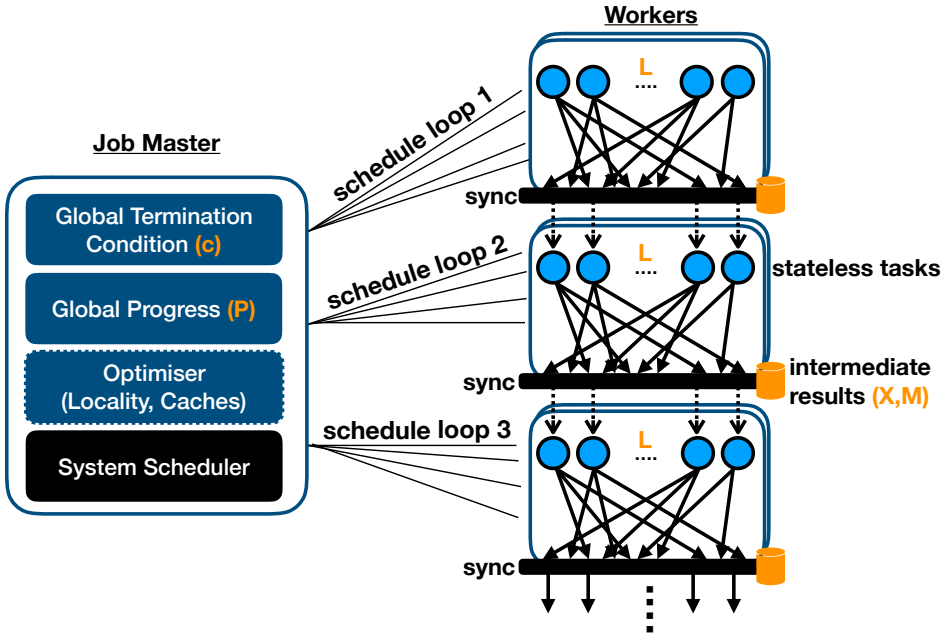 Workers
L
....
schedule loop 1
Job Master
sync
Global Termination
Condition (c)
schedule loop 2
L
....
stateless tasks
Global Progress (P)
Optimiser
(Locality, Caches)
sync
intermediate
results (X,M)
schedule loop 3
L
....
System Scheduler
sync